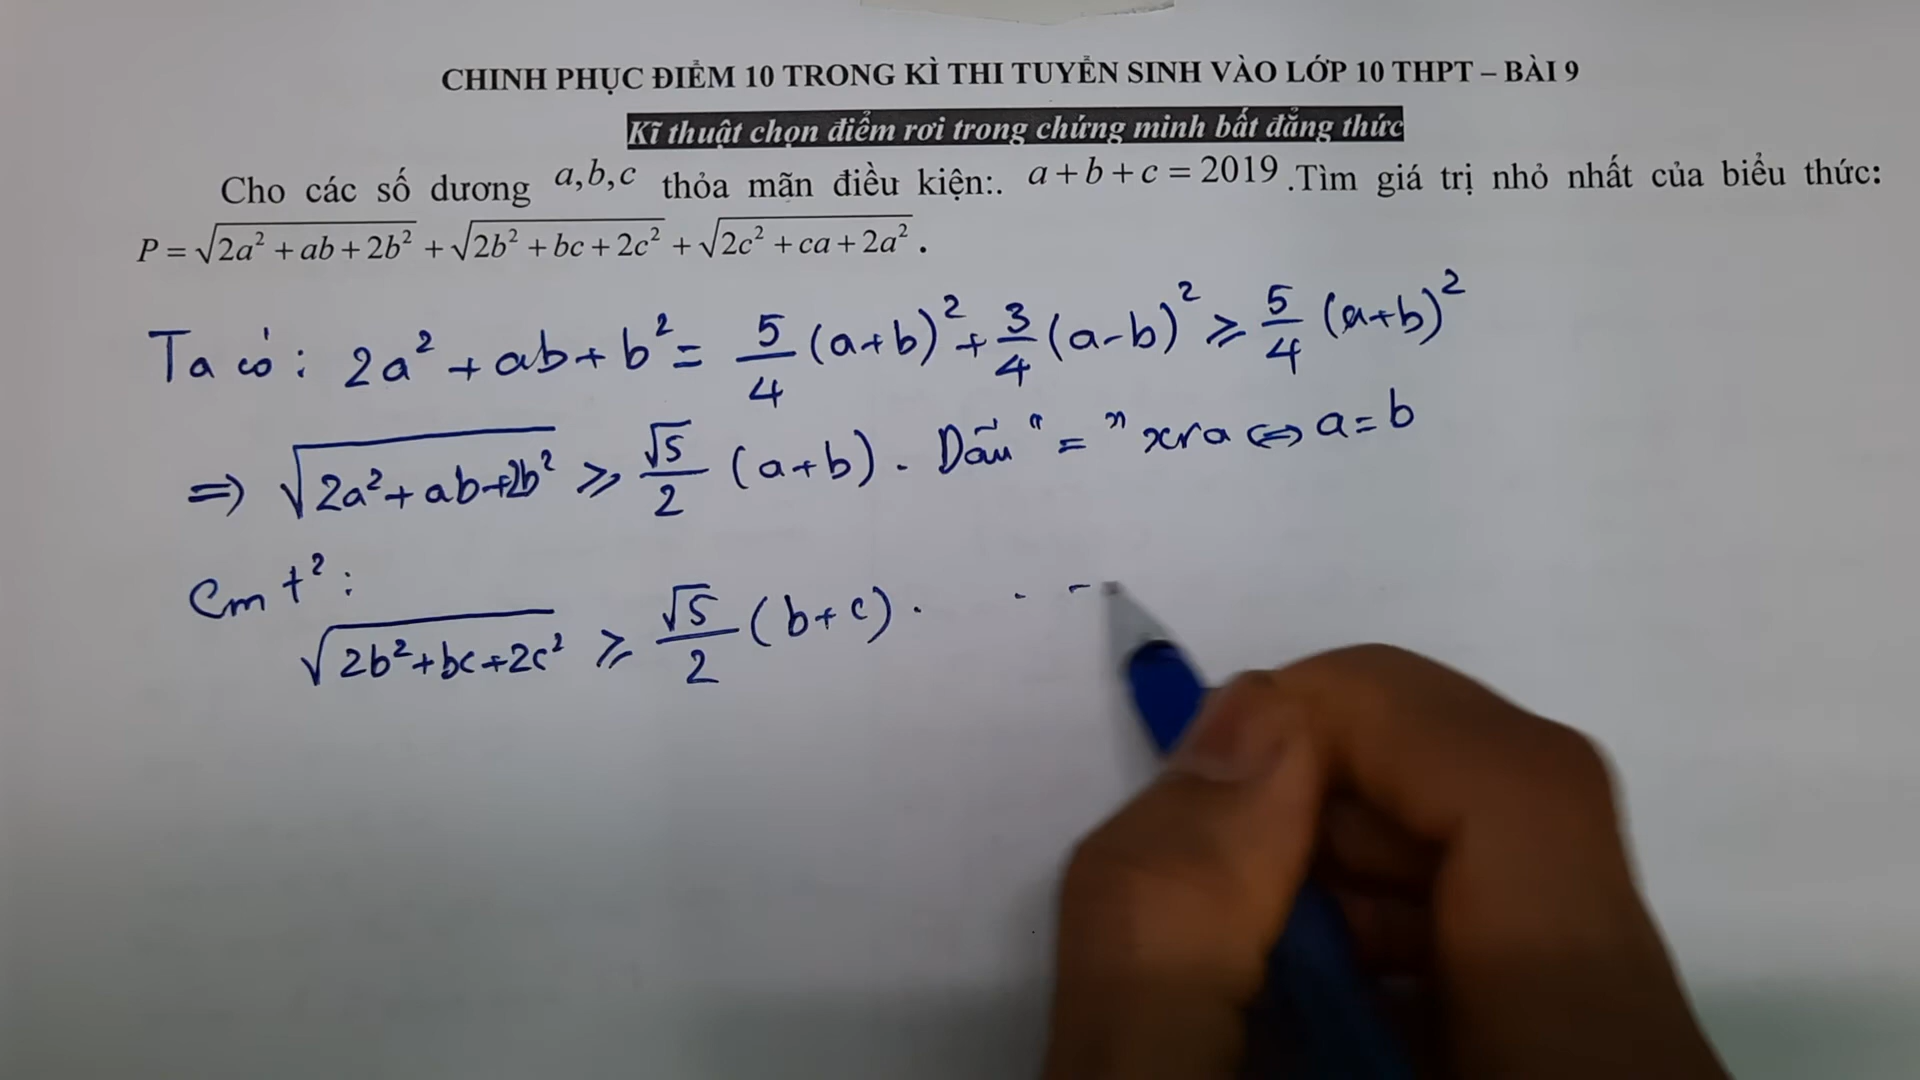 CHINH PHỤC ĐIỂM 10 TRONG KÌ THI TUYỂN SINH VÀO LỚP 10 THPT – BÀI 9
Kĩ thuật chọn điểm rơi trong chứng minh bất đẳng thức
Cho các số dương a,b,c thỏa mãn điều kiện:. a+b+c = 2019 .Tìm giá trị nhỏ nhất của biểu thức:
P = √(2a² + ab + 2b²) + √(2b² + bc + 2c²) + √(2c² + ca + 2a²) .
Ta có : 2a² + ab + b² = 5/4 (a+b)² + 3/4 (a-b)² ≥ 5/4 (a+b)²
=> √(2a² + ab + 2b²) ≥ √5/2 (a+b) . Dấu "=" xra <=> a = b
Cm t² :
√(2b² + bc + 2c²) ≥ √5/2 (b+c) . . -